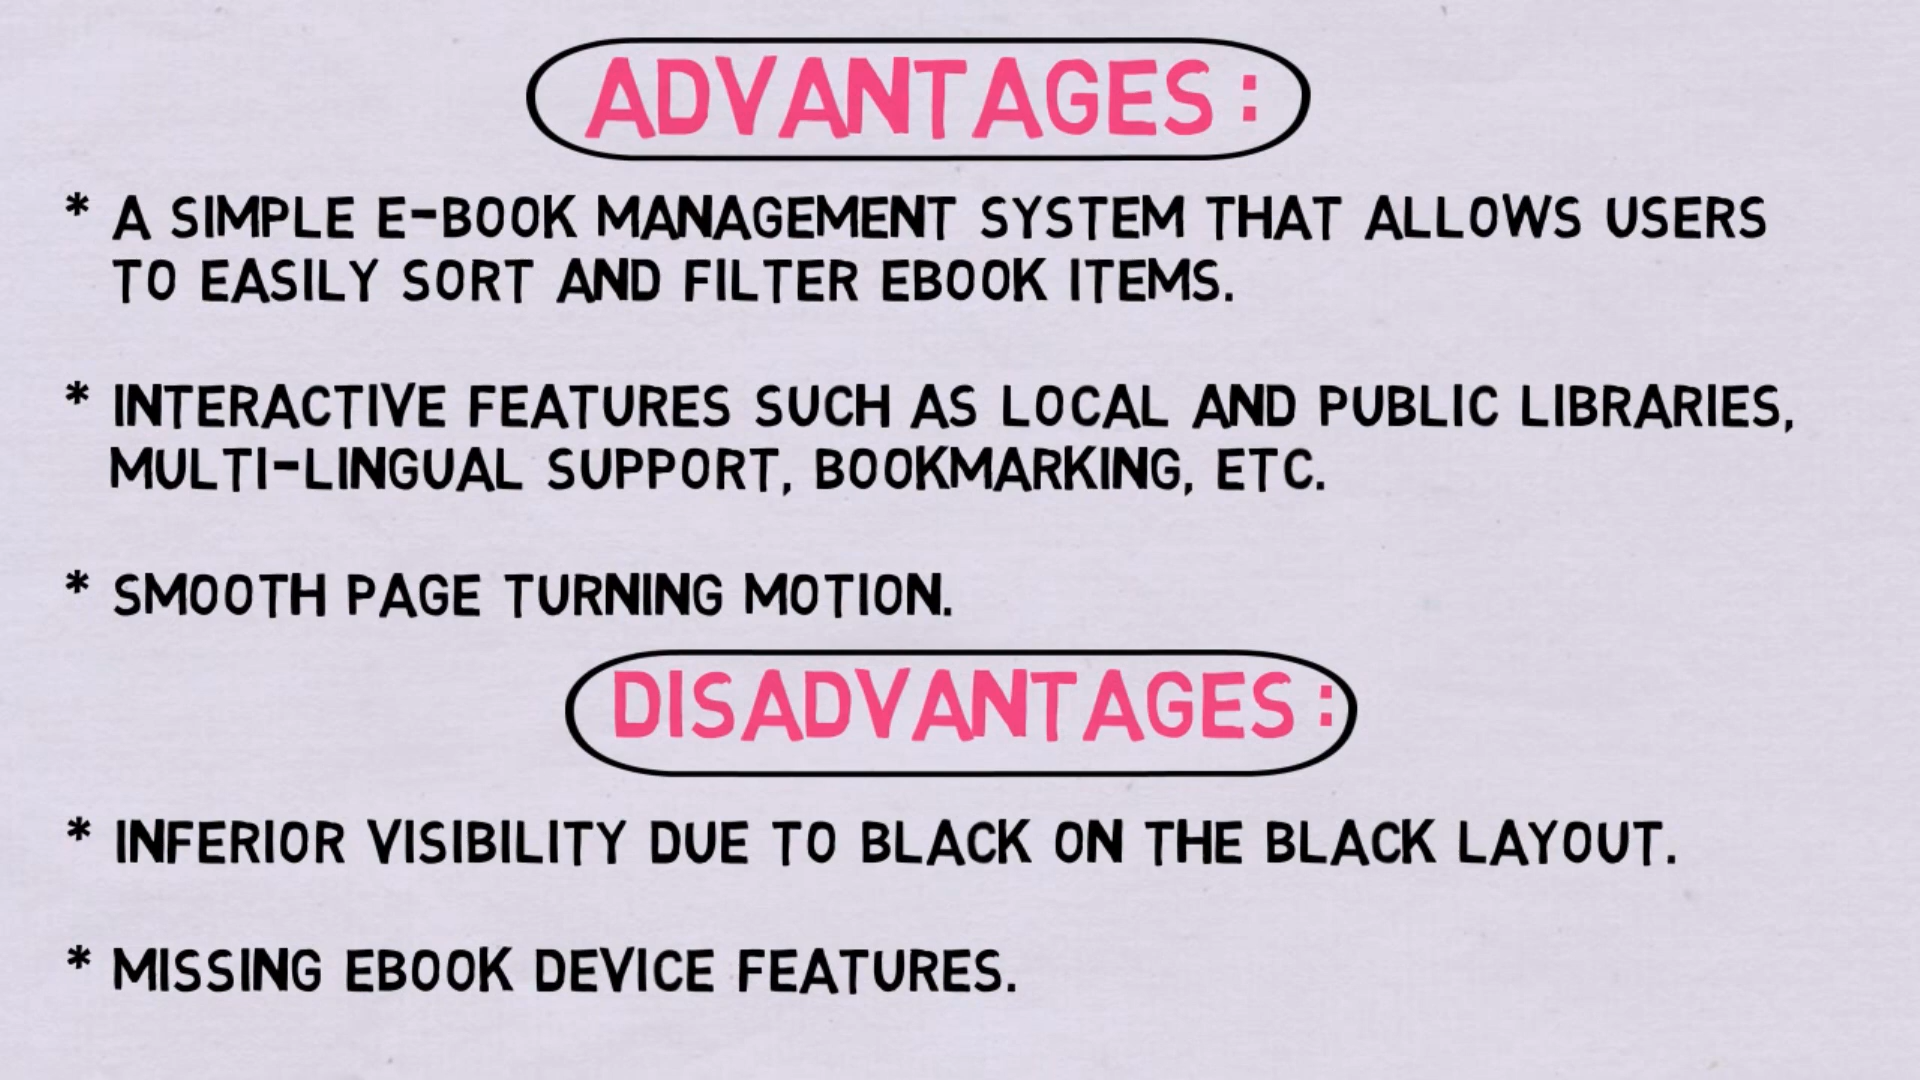 ADVANTAGES :
* A SIMPLE E-BOOK MANAGEMENT SYSTEM THAT ALLOWS USERS
TO EASILY SORT AND FILTER EBOOK ITEMS.
* INTERACTIVE FEATURES SUCH AS LOCAL AND PUBLIC LIBRARIES,
MULTI-LINGUAL SUPPORT, BOOKMARKING, ETC.
* SMOOTH PAGE TURNING MOTION.
DISADVANTAGES :
* INFERIOR VISIBILITY DUE TO BLACK ON THE BLACK LAYOUT.
* MISSING EBOOK DEVICE FEATURES.